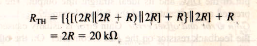 R_TH = [{[(2R‖2R + R)‖2R] + R}‖2R] + R
= 2R = 20 kΩ.